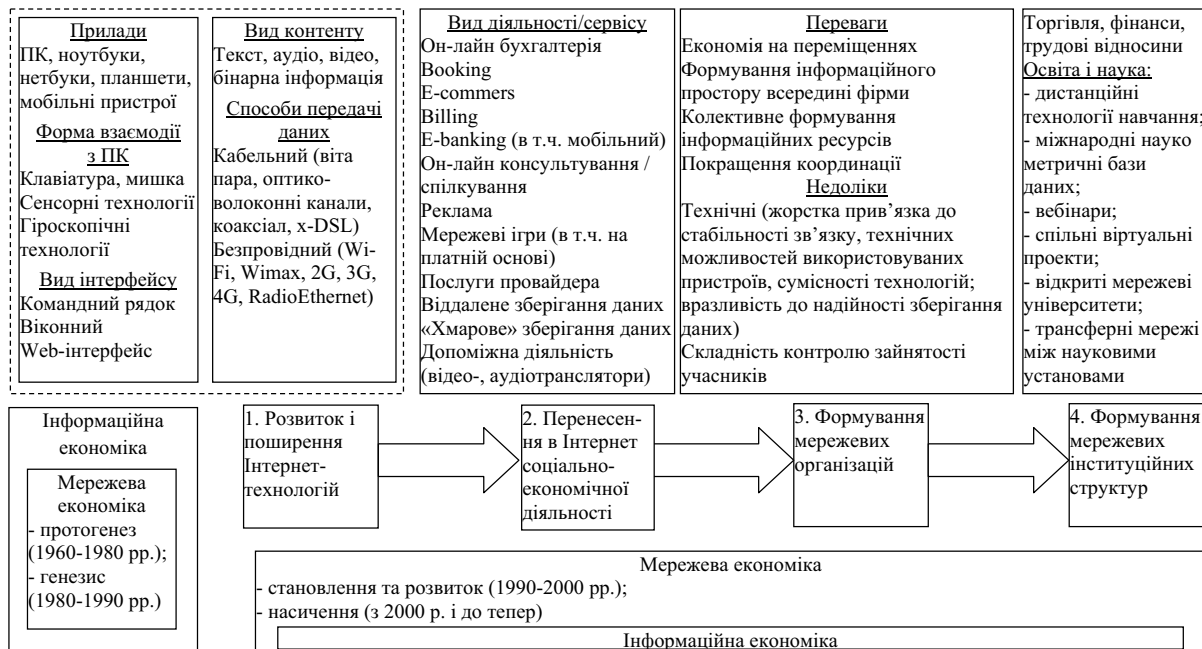 Прилади
ПК, ноутбуки,
нетбуки, планшети,
мобільні пристрої
Форма взаємодії
з ПК
Клавіатура, мишка
Сенсорні технології
Гіроскопічні
технології
Вид інтерфейсу
Командний рядок
Віконний
Web-інтерфейс
Вид контенту
Текст, аудіо, відео,
бінарна інформація
Способи передачі
даних
Кабельний (віта
пара, оптико-
волоконні канали,
коаксіал, x-DSL)
Безпровідний (Wi-
Fi, Wimax, 2G, 3G,
4G, RadioEthernet)
Вид діяльності/сервісу
Он-лайн бухгалтерія
Booking
E-commers
Billing
E-banking (в т.ч. мобільний)
Он-лайн консультування /
спілкування
Реклама
Мережеві ігри (в т.ч. на
платній основі)
Послуги провайдера
Віддалене зберігання даних
«Хмарове» зберігання даних
Допоміжна діяльність
(відео-, аудіотранслятори)
Переваги
Економія на переміщеннях
Формування інформаційного
простору всередині фірми
Колективне формування
інформаційних ресурсів
Покращення координації
Недоліки
Технічні (жорстка прив’язка до
стабільності зв’язку, технічних
можливостей використовуваних
пристроїв, сумісності технологій;
вразливість до надійності зберігання
даних)
Складність контролю зайнятості
учасників
Торгівля, фінанси,
трудові відносини
Освіта і наука:
- дистанційні
технології навчання;
- міжнародні науко
метричні бази
даних;
- вебінари;
- спільні віртуальні
проекти;
- відкриті мережеві
університети;
- трансферні мережі
між науковими
установами
Інформаційна
економіка
Мережева
економіка
- протогенез
(1960-1980 рр.);
- генезис
(1980-1990 рр.)
1. Розвиток і
поширення
Інтернет-
технологій
2. Перенесен-
ня в Інтернет
соціально-
економічної
діяльності
3. Формування
мережевих
організацій
4. Формування
мережевих
інституційних
структур
Мережева економіка
- становлення та розвиток (1990-2000 рр.);
- насичення (з 2000 р. і до тепер)
Інформаційна економіка